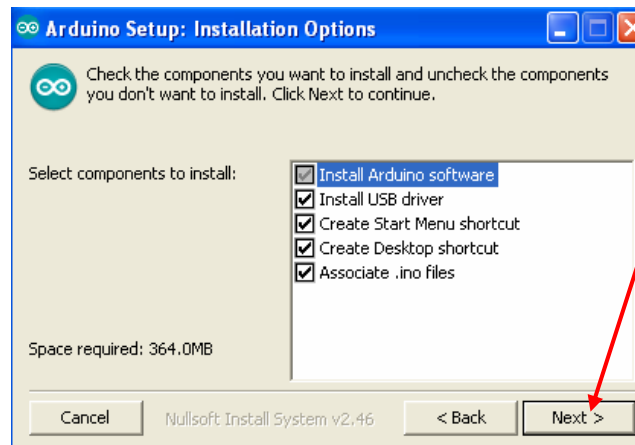 Arduino Setup: Installation Options
Check the components you want to install and uncheck the components
you don't want to install. Click Next to continue.
Select components to install:
Install Arduino software
Install USB driver
Create Start Menu shortcut
Create Desktop shortcut
Associate .ino files
Space required: 364.0MB
Cancel
Nullsoft Install System v2.46
< Back
Next >